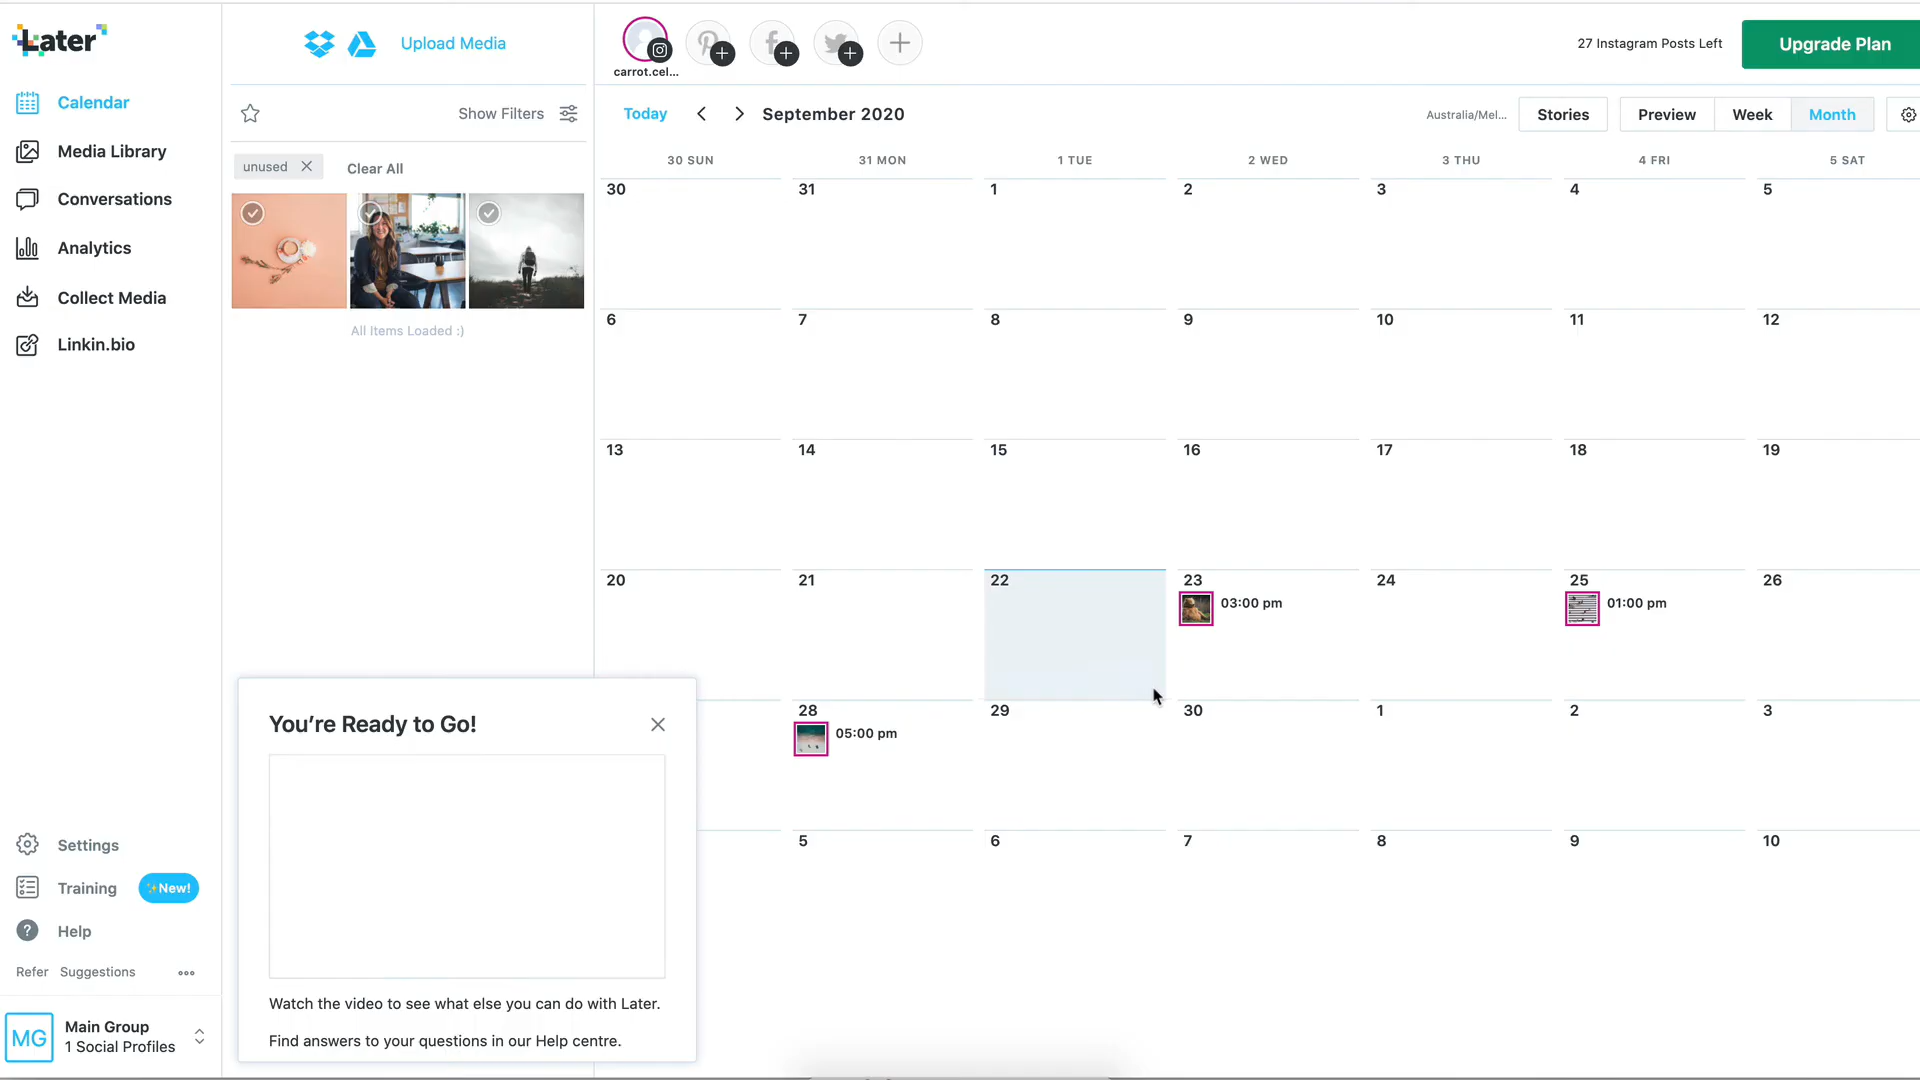 Later
Upload Media
carrot.cel...
27 Instagram Posts Left
Upgrade Plan
Calendar
Media Library
Conversations
Analytics
Collect Media
Linkin.bio
Show Filters
unused
Clear All
All Items Loaded :)
Today
September 2020
Australia/Mel...
Stories
Preview
Week
Month
30 SUN
31 MON
1 TUE
2 WED
3 THU
4 FRI
5 SAT
30
31
1
2
3
4
5
6
7
8
9
10
11
12
13
14
15
16
17
18
19
20
21
22
23
03:00 pm
24
25
01:00 pm
26
28
05:00 pm
29
30
1
2
3
5
6
7
8
9
10
You're Ready to Go!
Watch the video to see what else you can do with Later.
Find answers to your questions in our Help centre.
Settings
Training
New!
Help
Refer
Suggestions
MG
Main Group
1 Social Profiles